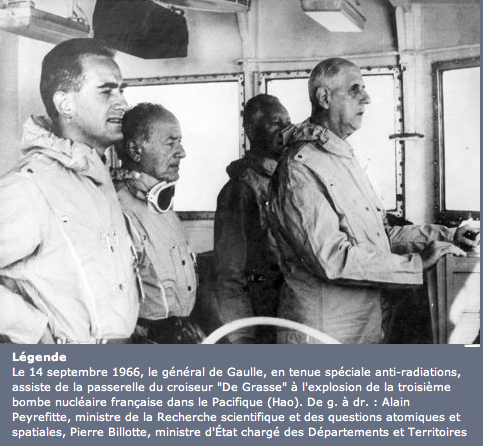 Légende
Le 14 septembre 1966, le général de Gaulle, en tenue spéciale anti-radiations,
assiste de la passerelle du croiseur "De Grasse" à l'explosion de la troisième
bombe nucléaire française dans le Pacifique (Hao). De g. à dr. : Alain
Peyrefitte, ministre de la Recherche scientifique et des questions atomiques et
spatiales, Pierre Billotte, ministre d'État chargé des Départements et Territoires